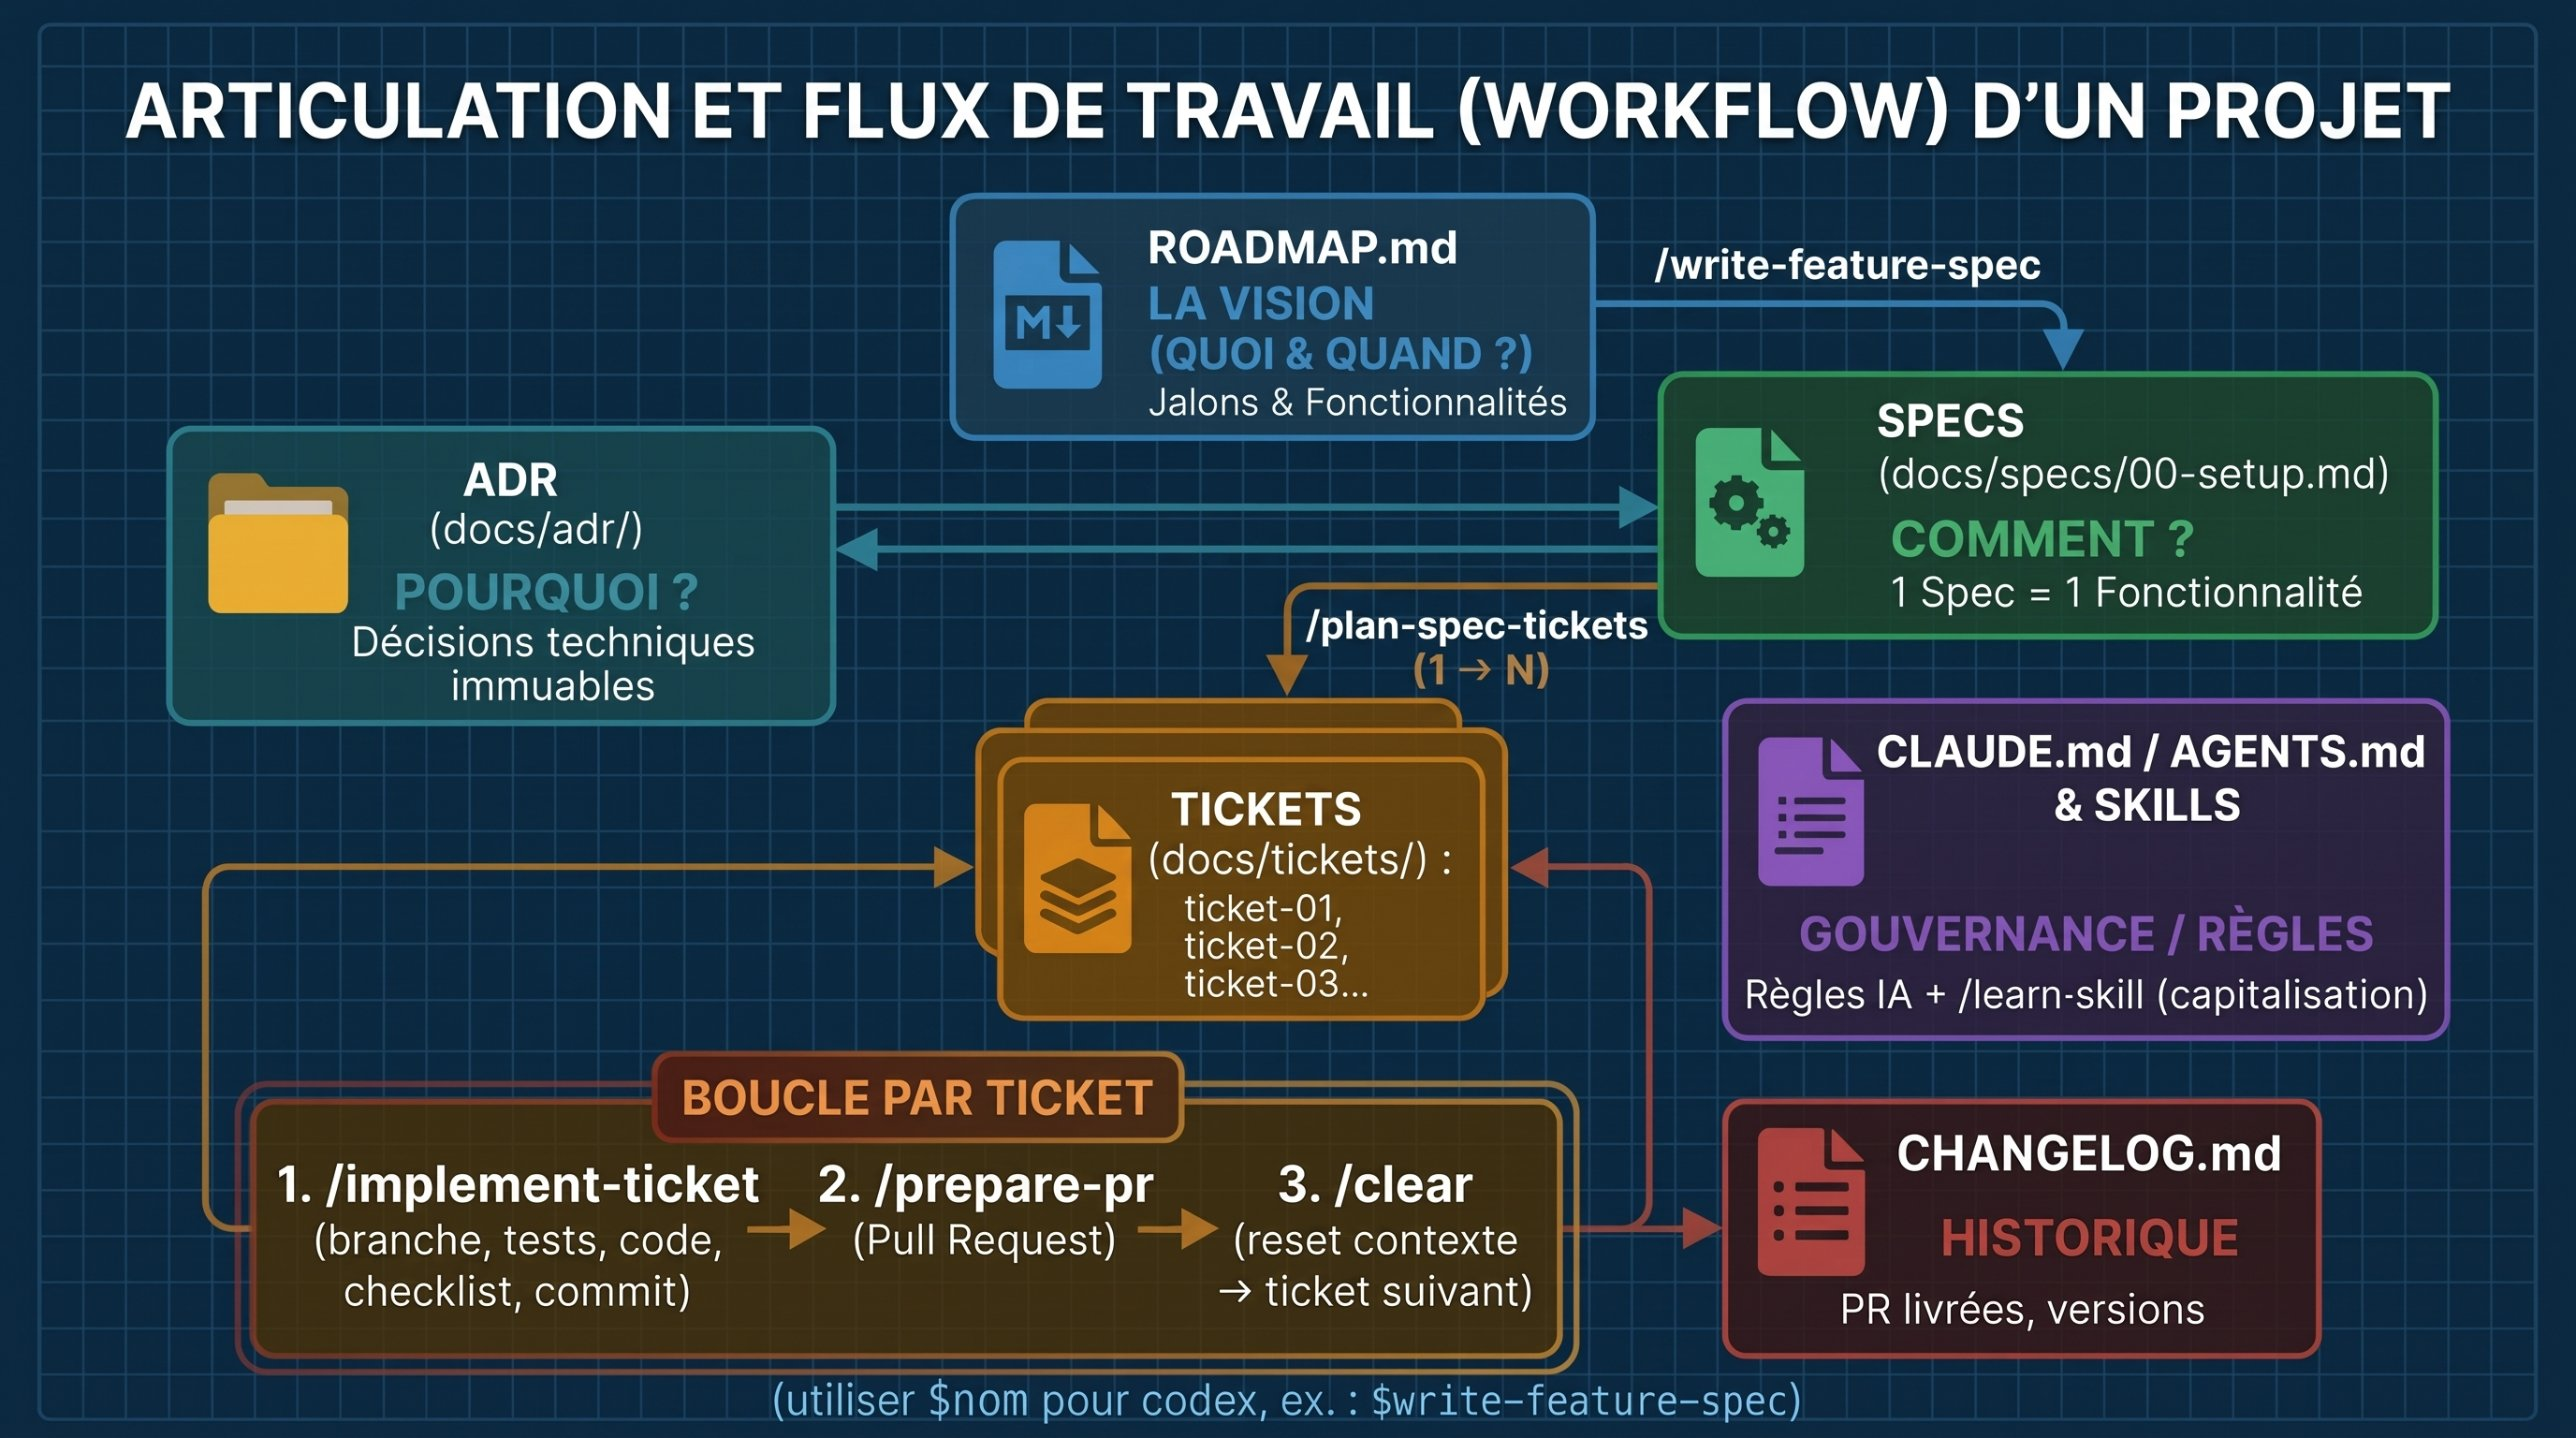 ARTICULATION ET FLUX DE TRAVAIL (WORKFLOW) D’UN PROJET
ROADMAP.md
LA VISION
(QUOI & QUAND ?)
Jalons & Fonctionnalités
M
/write-feature-spec
SPECS
(docs/specs/00-setup.md)
COMMENT ?
1 Spec = 1 Fonctionnalité
ADR
(docs/adr/)
POURQUOI ?
Décisions techniques
immuables
/plan-spec-tickets
(1 → N)
TICKETS
(docs/tickets/) :
ticket-01,
ticket-02,
ticket-03...
CLAUDE.md / AGENTS.md
& SKILLS
GOUVERNANCE / RÈGLES
Règles IA + /learn-skill (capitalisation)
BOUCLE PAR TICKET
1. /implement-ticket
(branche, tests, code,
checklist, commit)
2. /prepare-pr
(Pull Request)
3. /clear
(reset contexte
→ ticket suivant)
CHANGELOG.md
HISTORIQUE
PR livrées, versions
(utiliser $nom pour codex, ex. : $write-feature-spec)